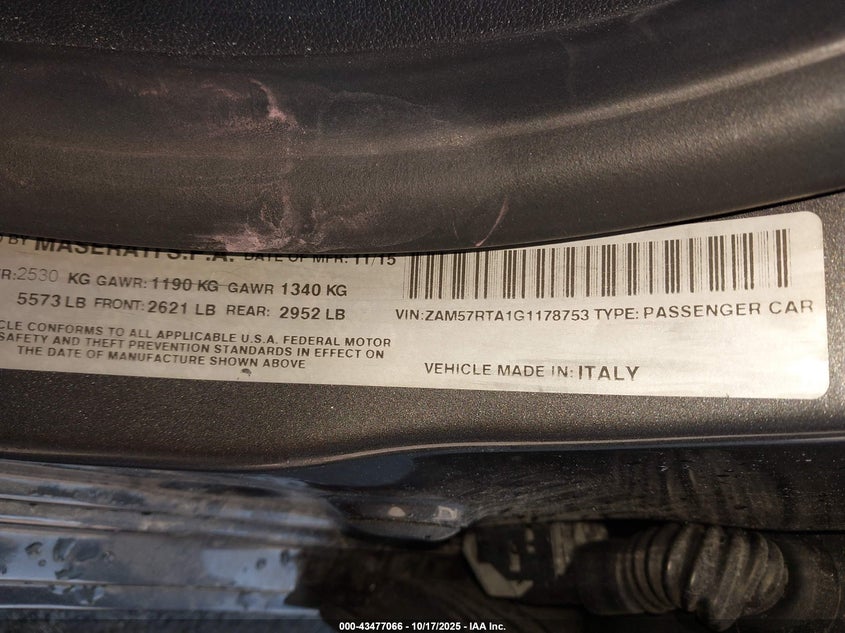 BY MASERATI S.P.A. DATE OF MFR: 11/15
R:2530 KG GAWR:1190 KG GAWR 1340 KG
5573 LB FRONT: 2621 LB REAR: 2952 LB
CLE CONFORMS TO ALL APPLICABLE U.S.A. FEDERAL MOTOR
SAFETY AND THEFT PREVENTION STANDARDS IN EFFECT ON
THE DATE OF MANUFACTURE SHOWN ABOVE
VIN:ZAM57RTA1G1178753 TYPE: PASSENGER CAR
VEHICLE MADE IN: ITALY
000-43477066 - 10/17/2025 - IAA Inc.